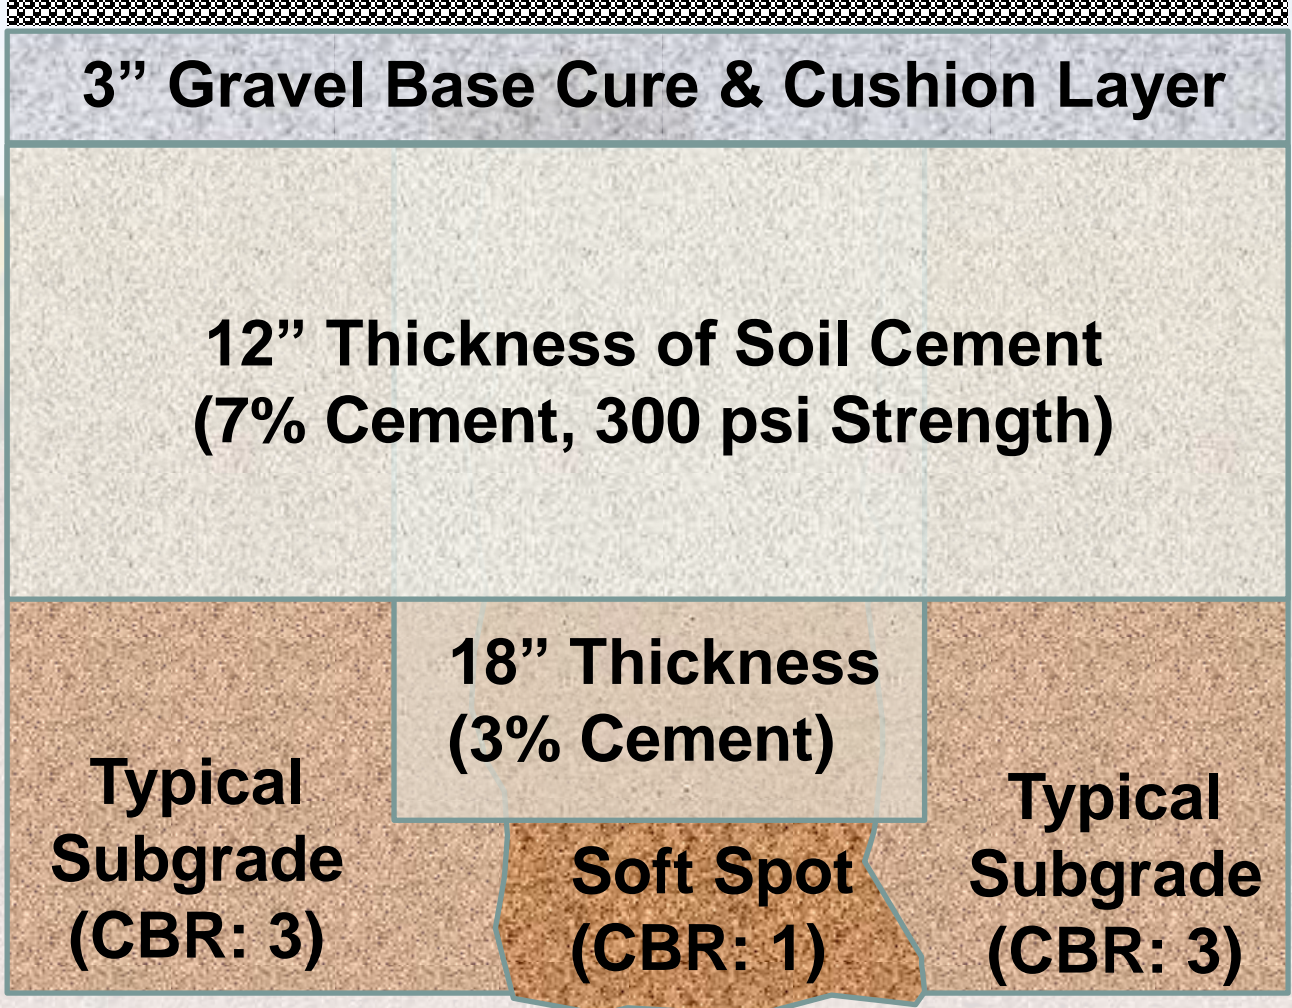 3” Gravel Base Cure & Cushion Layer
12” Thickness of Soil Cement
(7% Cement, 300 psi Strength)
18” Thickness
(3% Cement)
Typical
Subgrade
(CBR: 3)
Soft Spot
(CBR: 1)
Typical
Subgrade
(CBR: 3)